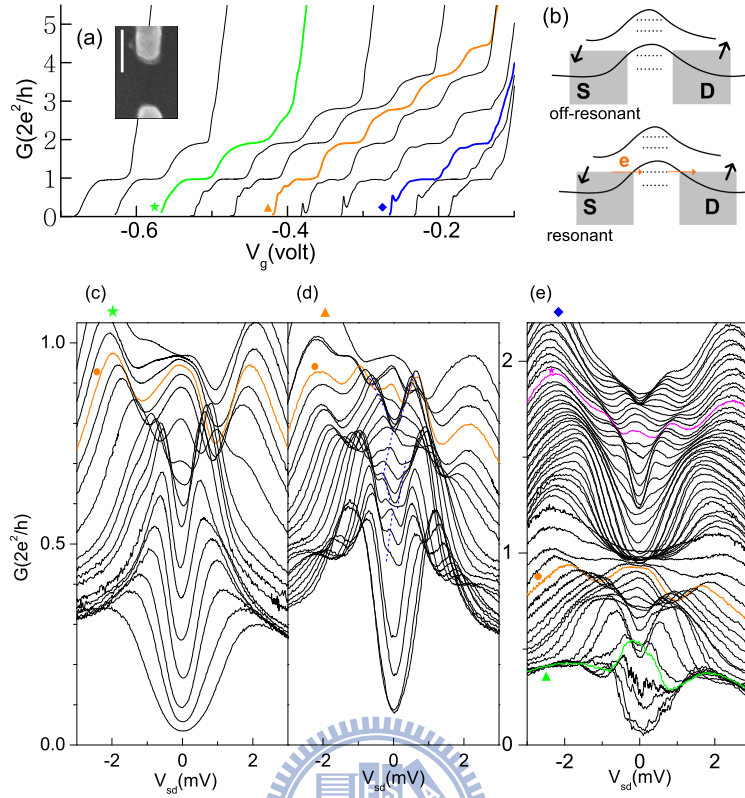 (a)
G(2e²/h)
5
4
3
2
1
0
-0.6
-0.4
-0.2
V_g(volt)
(b)
S
D
off-resonant
e
S
D
resonant
(c)
(d)
(e)
G(2e²/h)
1.0
0.5
0.0
2
1
0
-2
0
2
-2
0
2
-2
0
2
V_sd(mV)
V_sd(mV)
V_sd(mV)